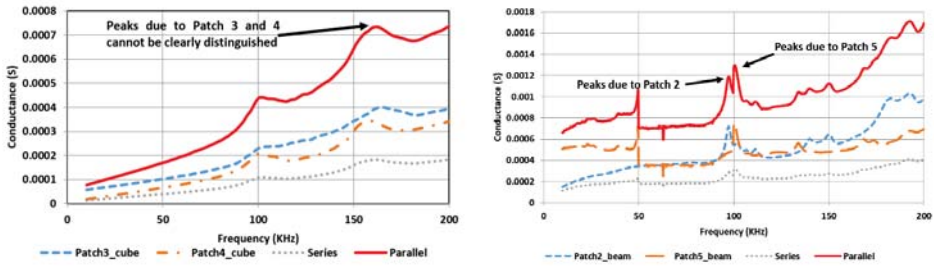 0.0008
0.0007
0.0006
0.0005
0.0004
0.0003
0.0002
0.0001
0
Conductance (S)
Peaks due to Patch 3 and 4
cannot be clearly distinguished
0 50 100 150 200
Frequency (KHz)
Patch3_cube Patch4_cube Series Parallel
0.0018
0.0016
0.0014
0.0012
0.001
0.0008
0.0006
0.0004
0.0002
0
Conductance (S)
Peaks due to Patch 5
Peaks due to Patch 2
0 50 100 150 200
Frequency (KHz)
Patch2_beam Patch5_beam Series Parallel